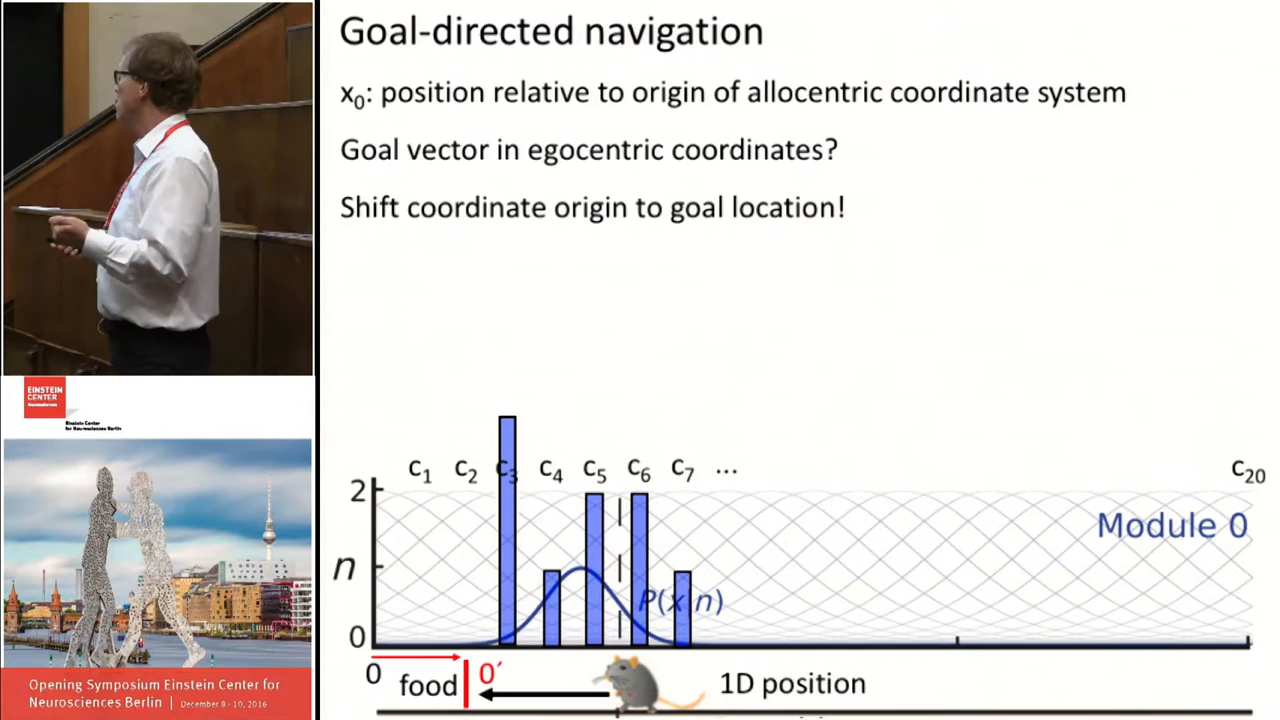 Goal-directed navigation
x₀: position relative to origin of allocentric coordinate system
Goal vector in egocentric coordinates?
Shift coordinate origin to goal location!
EINSTEIN
CENTER
Einstein Center
for Neurosciences Berlin
Opening Symposium Einstein Center for
Neurosciences Berlin | December 8 - 10, 2016
c₁ c₂ c₃ c₄ c₅ c₆ c₇ ... c₂₀
2
Module 0
n
P(x|n)
0
0 food 0′ 1D position